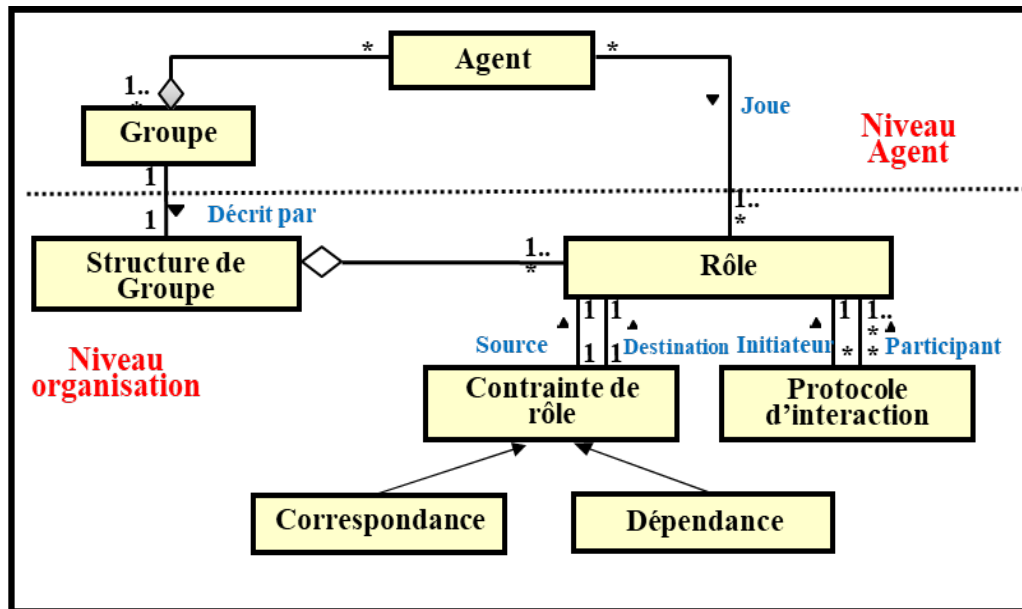 *
Agent
*
1..
*
Groupe
Joue
Niveau
Agent
1
1
Décrit par
1..
*
Structure de
Groupe
1..
*
Rôle
1
1
1
1..
*
Source
Destination
Initiateur
Participant
1
1
*
*
Niveau
organisation
Contrainte de
rôle
Protocole
d’interaction
Correspondance
Dépendance